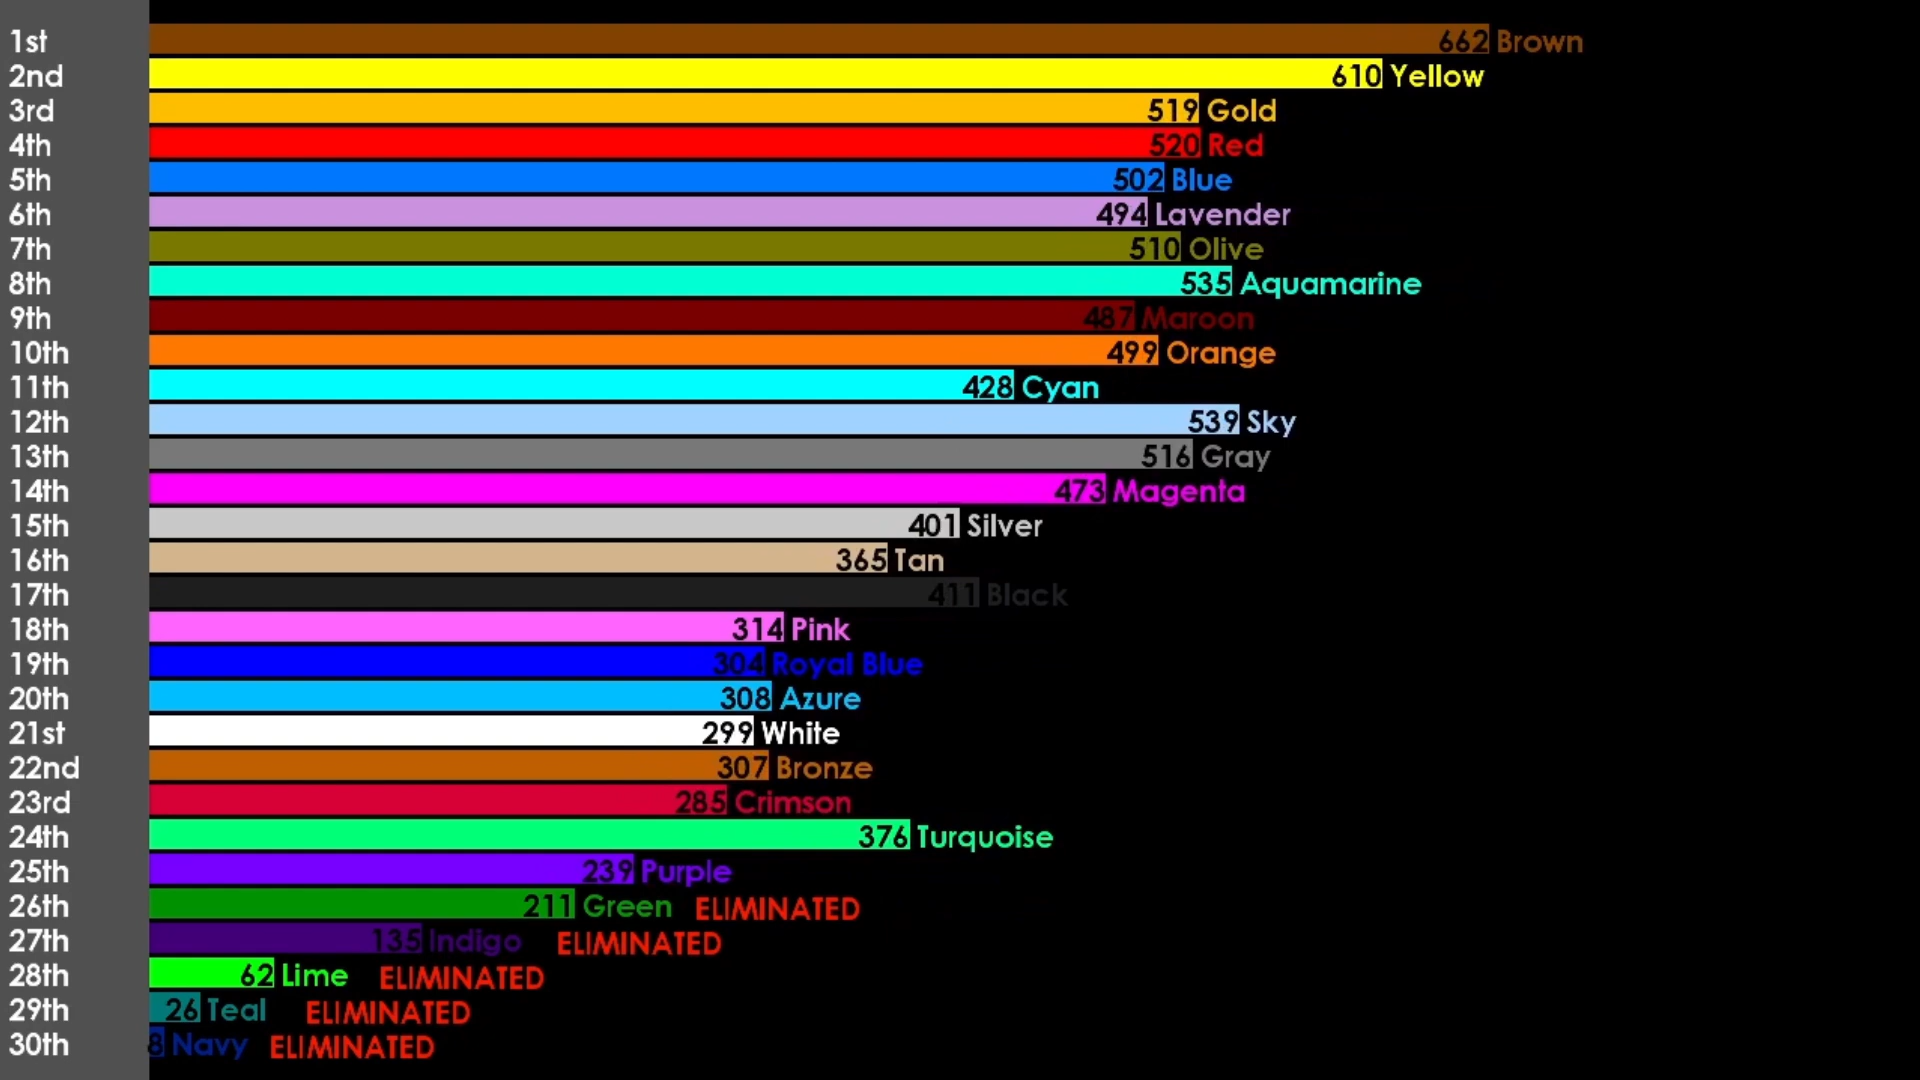 1st 662 Brown
2nd 610 Yellow
3rd 519 Gold
4th 520 Red
5th 502 Blue
6th 494 Lavender
7th 510 Olive
8th 535 Aquamarine
9th 487 Maroon
10th 499 Orange
11th 428 Cyan
12th 539 Sky
13th 516 Gray
14th 473 Magenta
15th 401 Silver
16th 365 Tan
17th 411 Black
18th 314 Pink
19th 304 Royal Blue
20th 308 Azure
21st 299 White
22nd 307 Bronze
23rd 285 Crimson
24th 376 Turquoise
25th 239 Purple
26th 211 Green ELIMINATED
27th 135 Indigo ELIMINATED
28th 62 Lime ELIMINATED
29th 26 Teal ELIMINATED
30th 8 Navy ELIMINATED